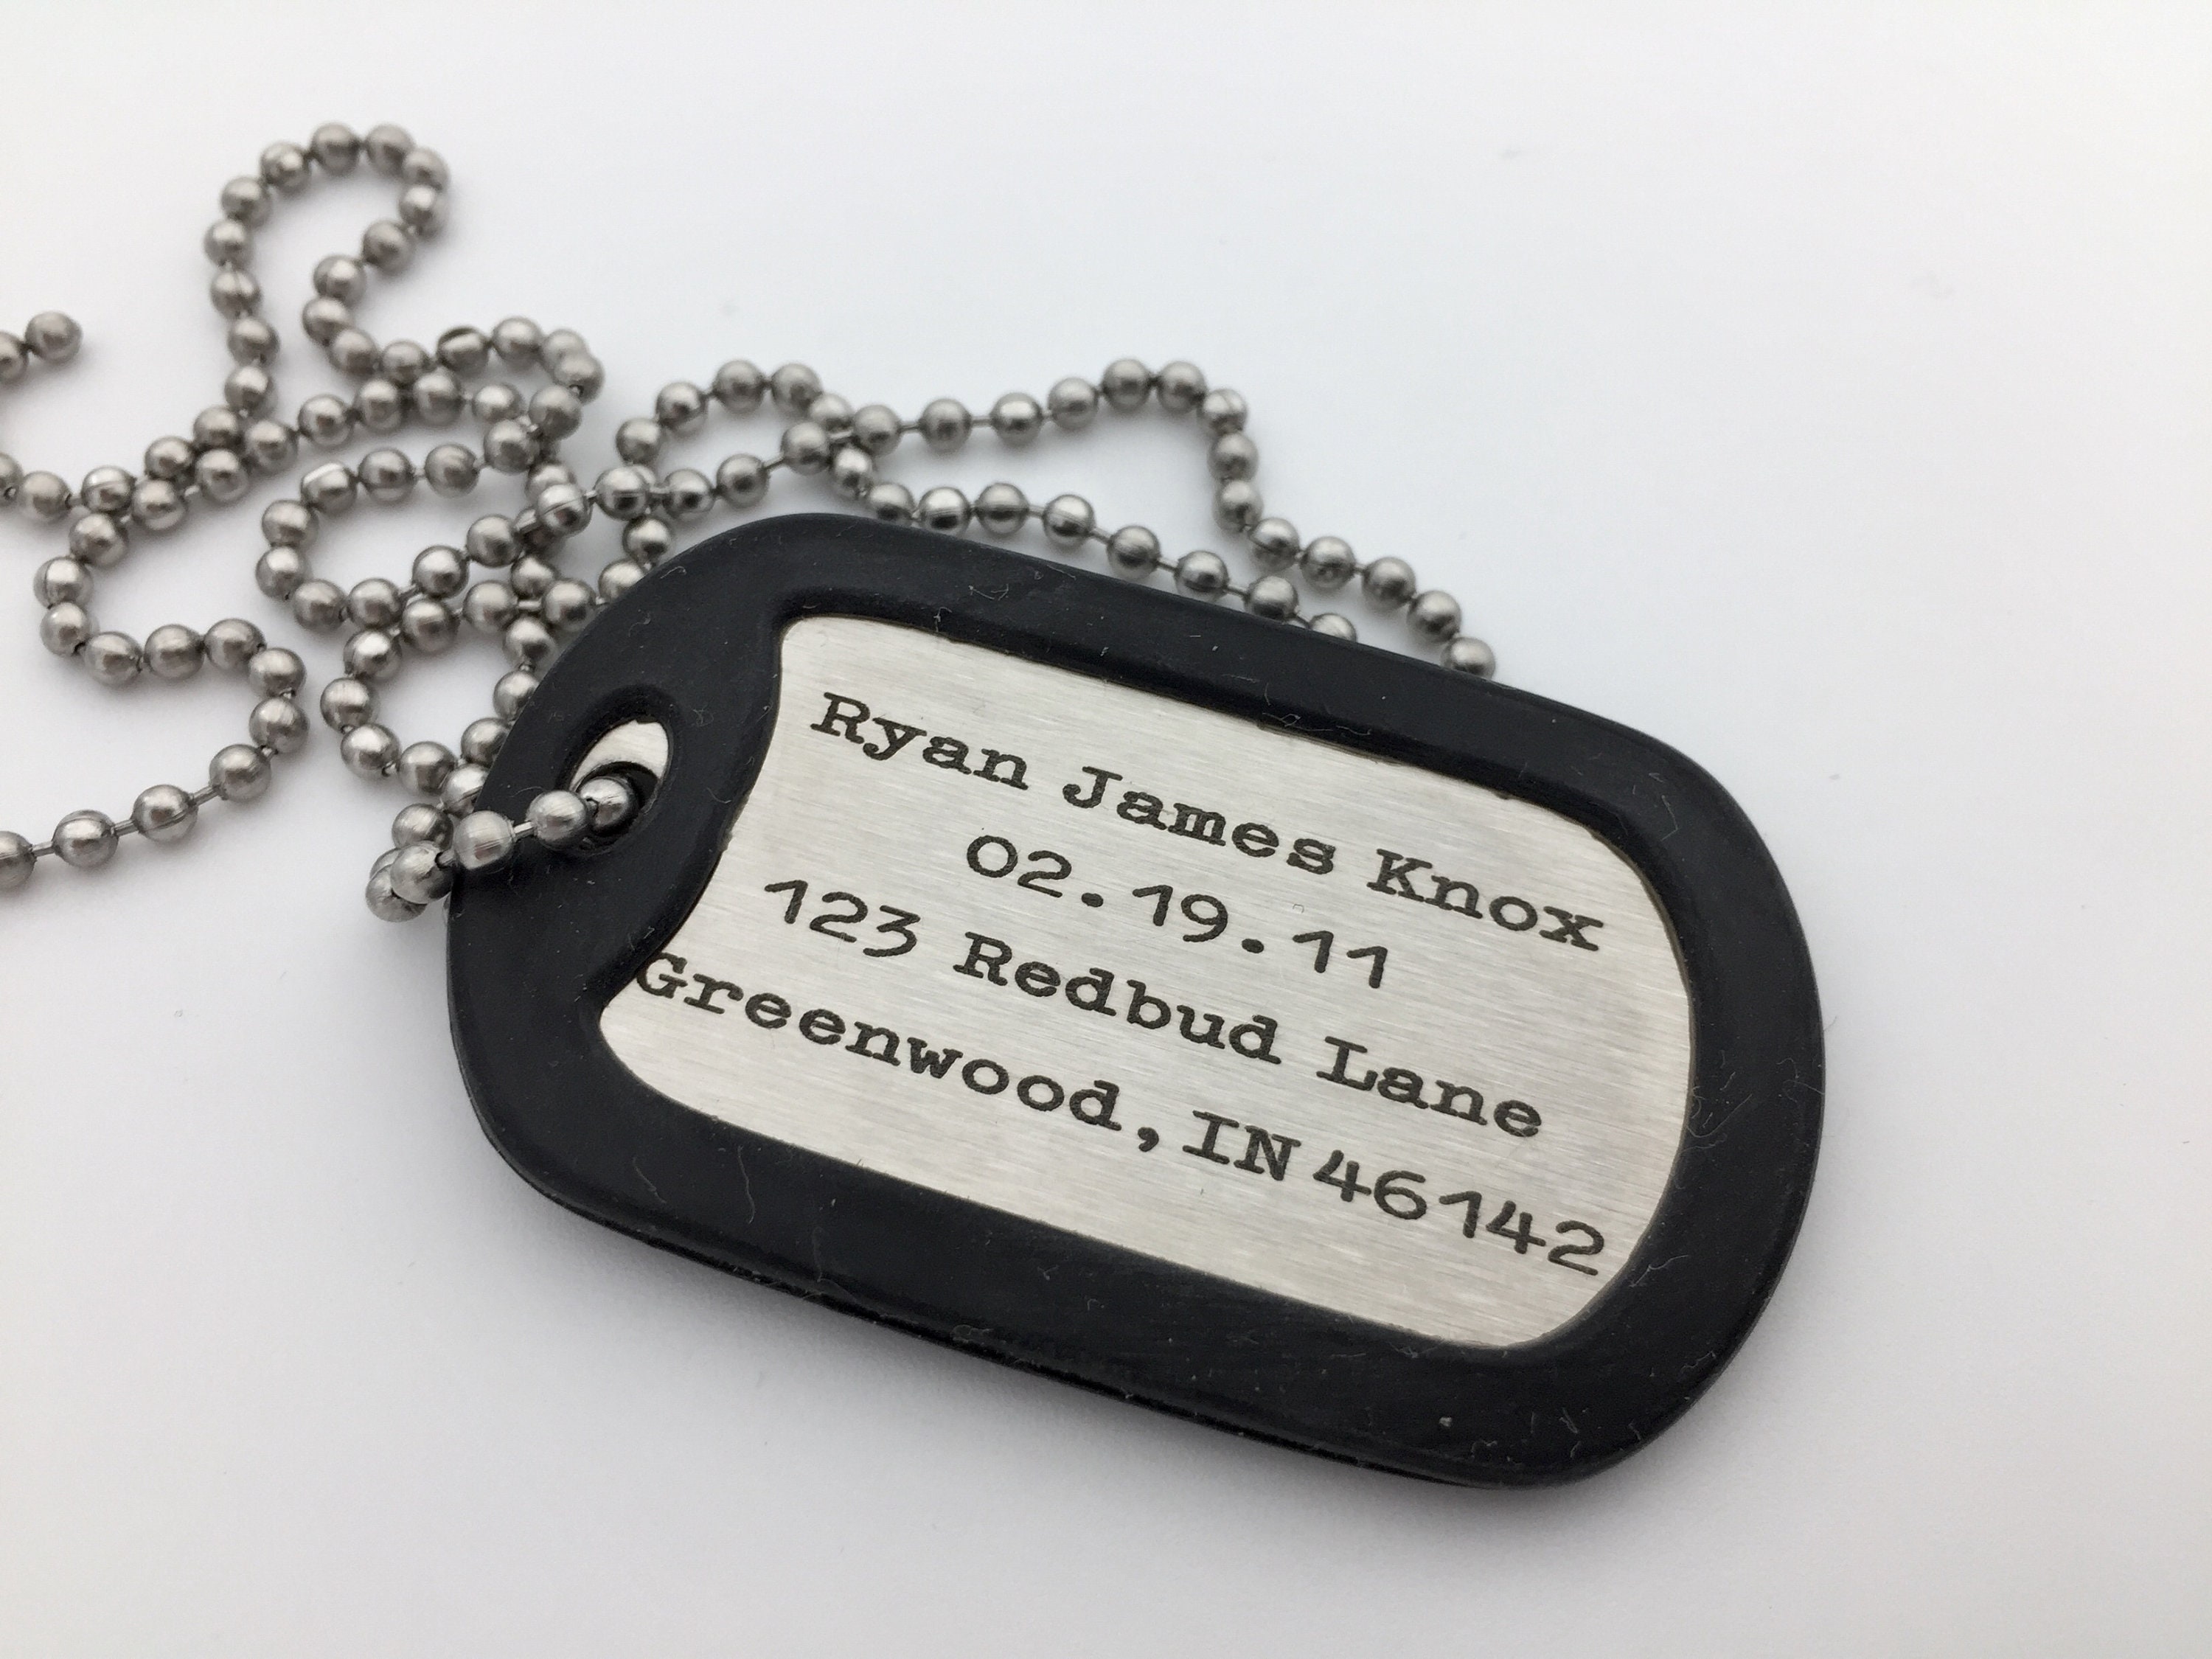 Ryan James Knox
02.19.11
123 Redbud Lane
Greenwood, IN 46142